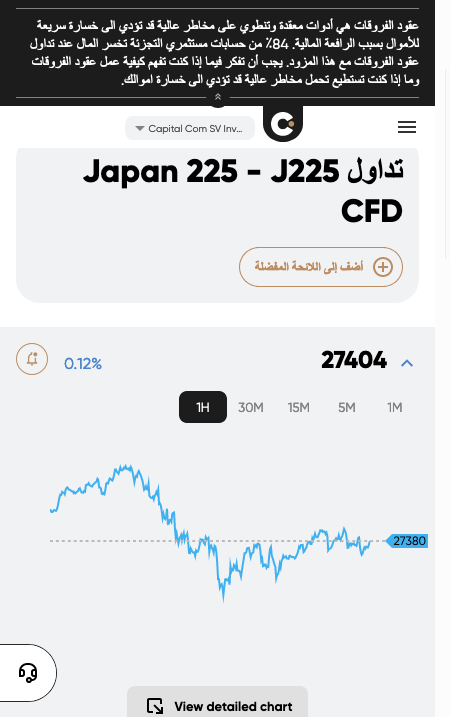 عقود الفروقات هي أدوات معقدة وتنطوي على مخاطر عالية قد تؤدي الى خسارة سريعة
للأموال بسبب الرافعة المالية. 84٪ من حسابات مستثمري التجزئة تخسر المال عند تداول
عقود الفروقات مع هذا المزود. يجب أن تفكر فيما إذا كنت تفهم كيفية عمل عقود الفروقات
وما إذا كنت تستطيع تحمل مخاطر عالية قد تؤدي الى خسارة اموالك.
Capital Com SV Inv...
تداول Japan 225 - J225
CFD
أضف إلى اللائحة المفضلة
27404
0.12%
1H 30M 15M 5M 1M
27380
View detailed chart